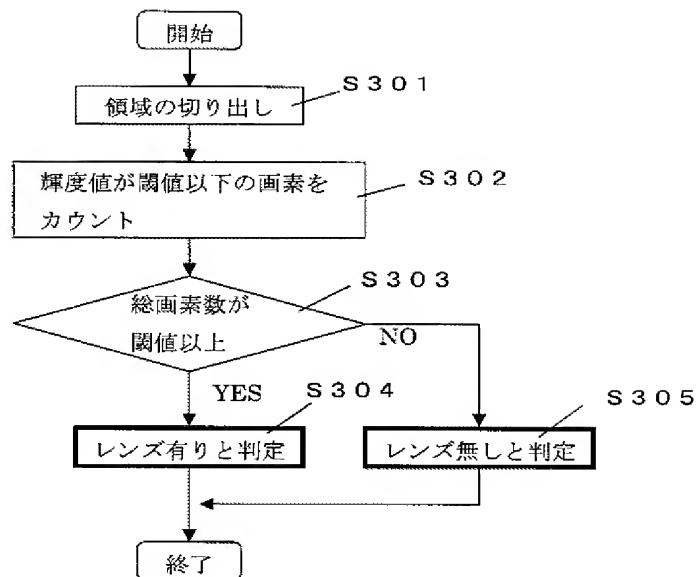 開始
S301
領域の切り出し
S302
輝度値が閾値以下の画素を
カウント
S303
総画素数が
閾値以上
NO
YES
S304
S305
レンズ有りと判定
レンズ無しと判定
終了